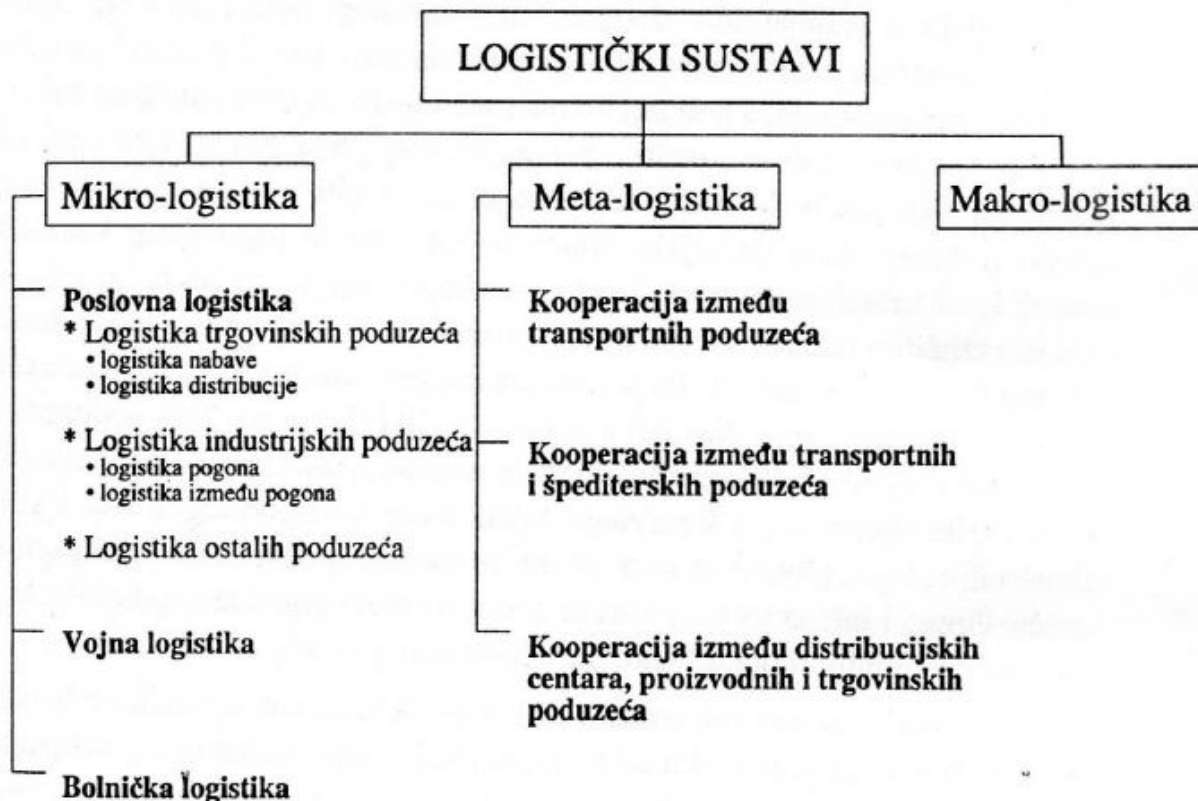 LOGISTIČKI SUSTAVI
Mikro-logistika
Meta-logistika
Makro-logistika
Poslovna logistika
* Logistika trgovinskih poduzeća
• logistika nabave
• logistika distribucije
* Logistika industrijskih poduzeća
• logistika pogona
• logistika između pogona
* Logistika ostalih poduzeća
Vojna logistika
Bolnička logistika
Kooperacija između
transportnih poduzeća
Kooperacija između transportnih
i špediterskih poduzeća
Kooperacija između distribucijskih
centara, proizvodnih i trgovinskih
poduzeća